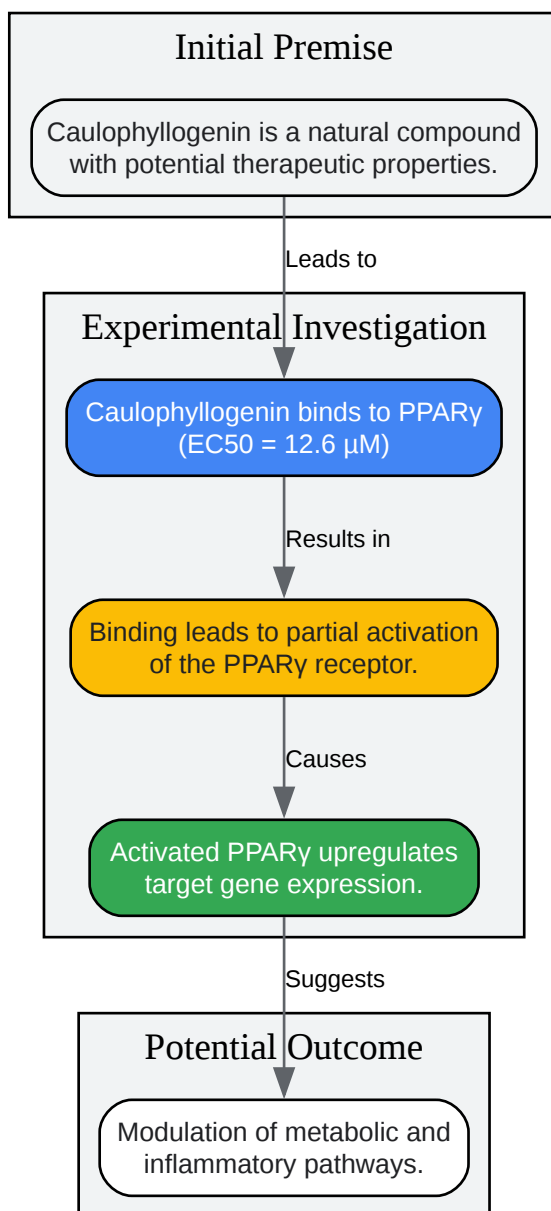 Initial Premise
Caulophyllogenin is a natural compound
with potential therapeutic properties.
Leads to
Experimental Investigation
Caulophyllogenin binds to PPARγ
(EC50 = 12.6 µM)
Results in
Binding leads to partial activation
of the PPARγ receptor.
Causes
Activated PPARγ upregulates
target gene expression.
Suggests
Potential Outcome
Modulation of metabolic and
inflammatory pathways.